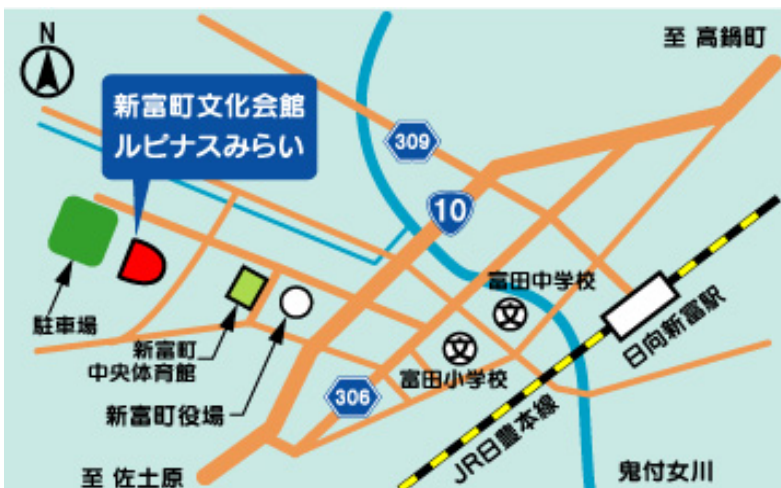 N
至 高鍋町
新富町文化会館
ルピナスみらい
309
10
富田中学校
駐車場
新富町
中央体育館
日向新富駅
富田小学校
306
新富町役場
JR日豊本線
至 佐土原
鬼付女川
文
文